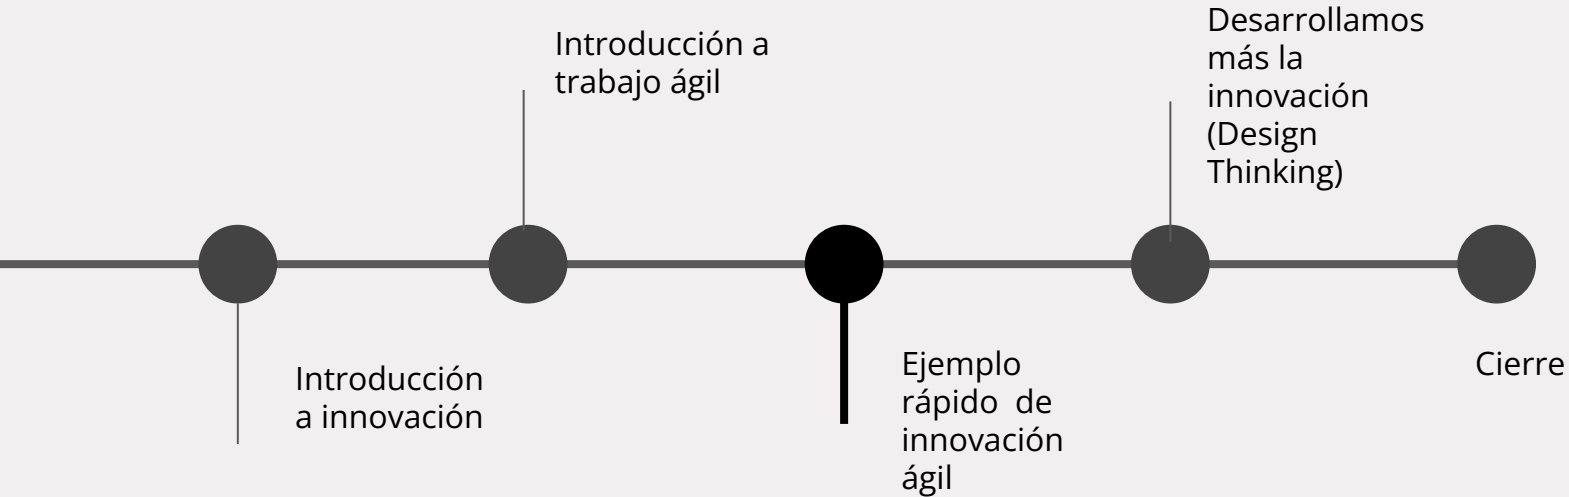 Introducción
a innovación
Introducción a
trabajo ágil
Ejemplo
rápido  de
innovación
ágil
Desarrollamos
más la
innovación
(Design
Thinking)
Cierre